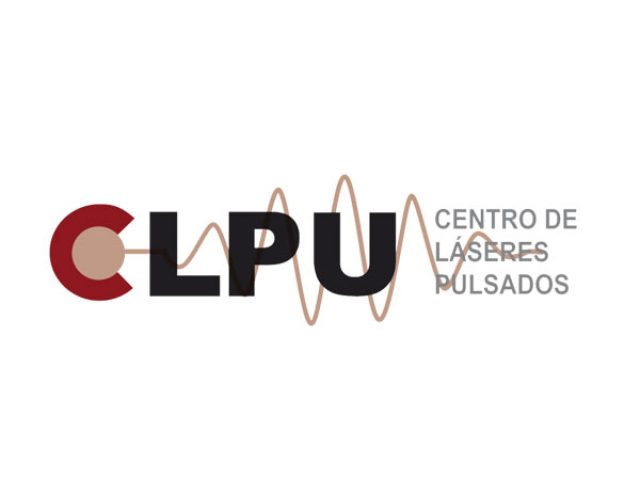 CLPU
CENTRO DE
LÁSERES
PULSADOS